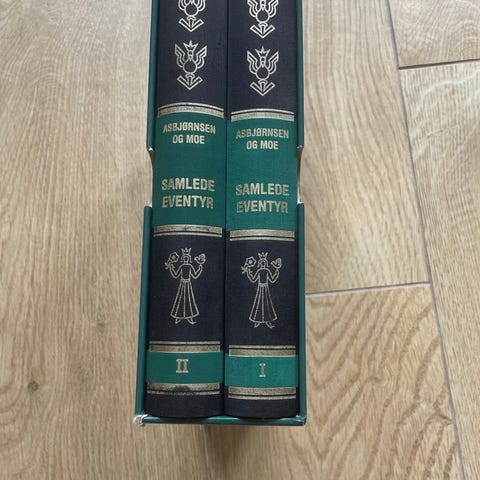 ASBJØRNSEN
OG MOE
SAMLEDE
EVENTYR
II
ASBJØRNSEN
OG MOE
SAMLEDE
EVENTYR
I